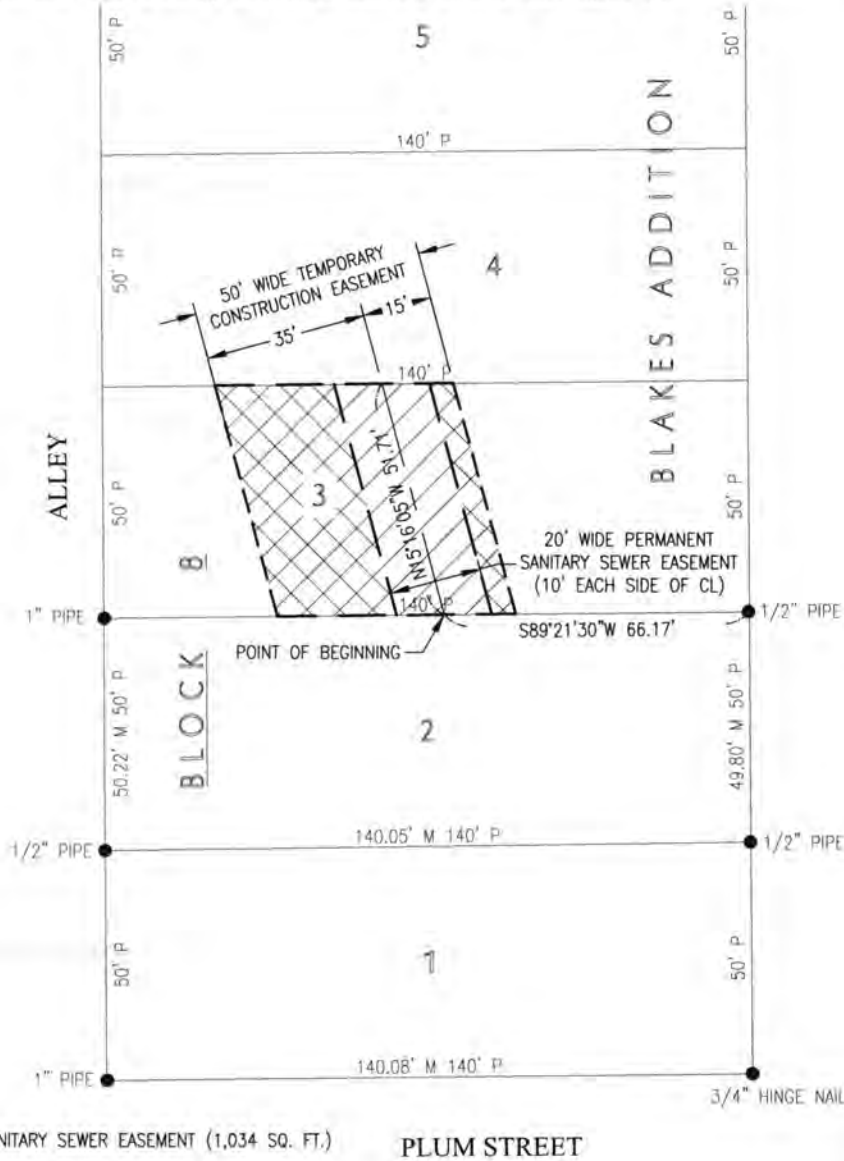 50' P
5
50' P
140' P
BLAKES ADDITION
50' P
50' WIDE TEMPORARY
CONSTRUCTION EASEMENT
35'
15'
4
50' P
140' P
ALLEY
50' P
3
N15°16'05"W 51.71'
50' P
20' WIDE PERMANENT
SANITARY SEWER EASEMENT
(10' EACH SIDE OF CL)
BLOCK 8
1" PIPE
140' P
1/2" PIPE
S89°21'30"W 66.17'
POINT OF BEGINNING
50.22' M 50' P
2
49.80' M 50' P
1/2" PIPE
140.05' M 140' P
1/2" PIPE
50' P
1
50' P
1" PIPE
140.08' M 140' P
3/4" HINGE NAIL
NITARY SEWER EASEMENT (1,034 SQ. FT.)
PLUM STREET